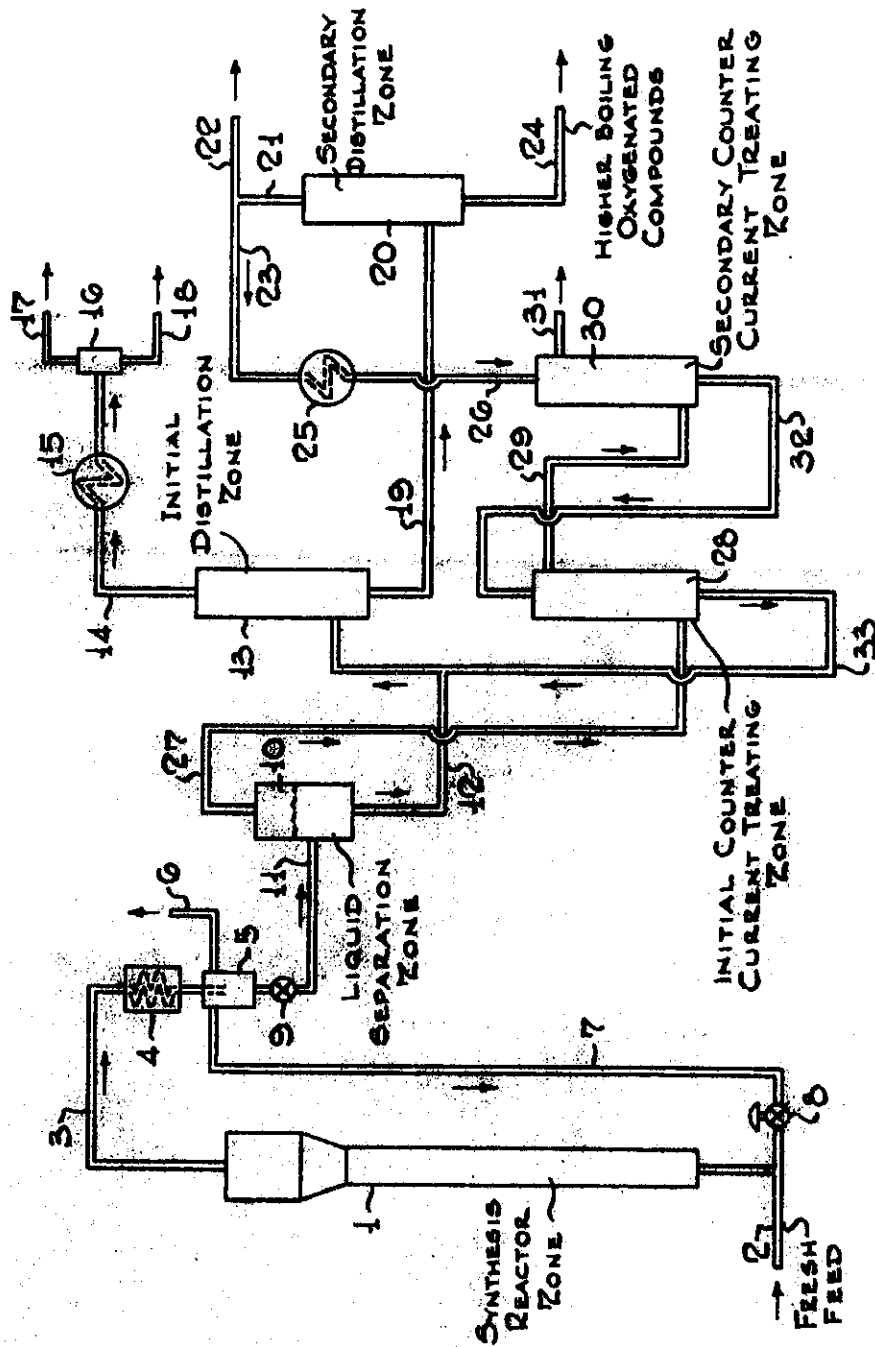 3
4
6
5
9
11
27
10
LIQUID
SEPARATION
ZONE
12
14
15
16
17
18
INITIAL
DISTILLATION
ZONE
13
19
22
21
23
SECONDARY
DISTILLATION
ZONE
20
24
HIGHER BOILING
OXYGENATED
COMPOUNDS
25
26
31
30
SECONDARY COUNTER
CURRENT TREATING
ZONE
29
32
28
33
INITIAL COUNTER
CURRENT TREATING
ZONE
1
7
8
SYNTHESIS
REACTOR
ZONE
2
FRESH
FEED